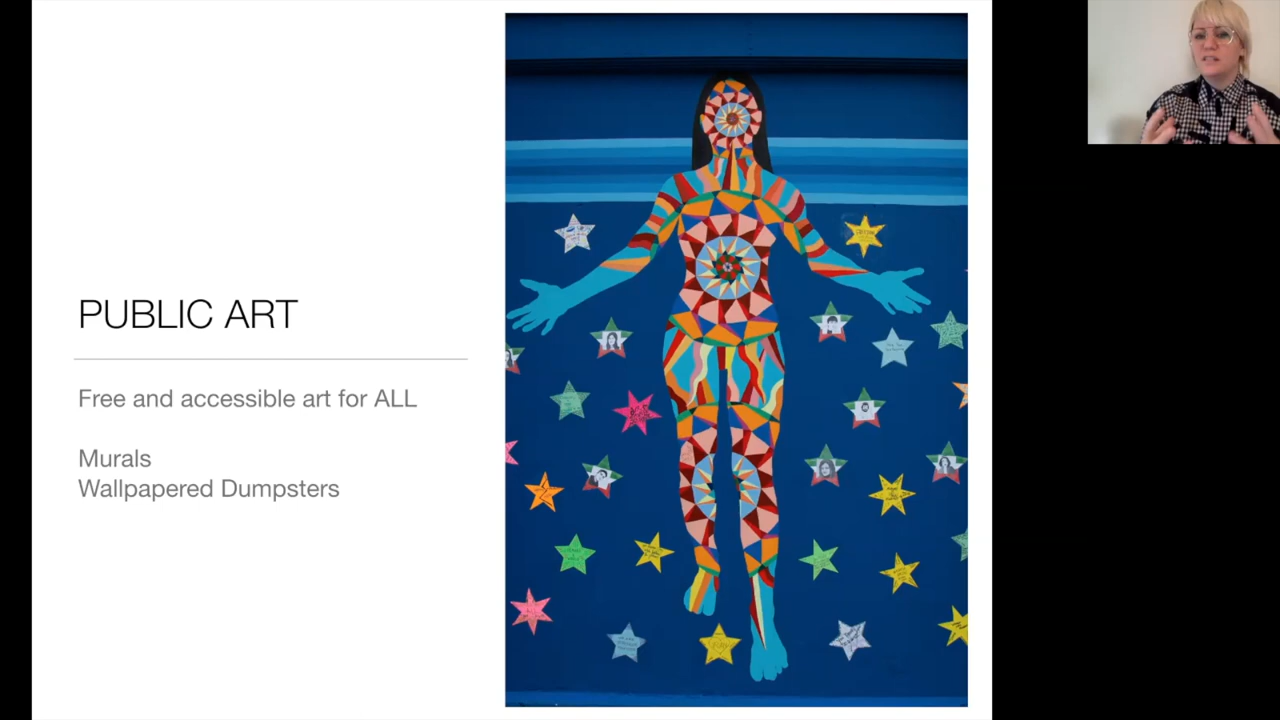 PUBLIC ART
Free and accessible art for ALL
Murals
Wallpapered Dumpsters